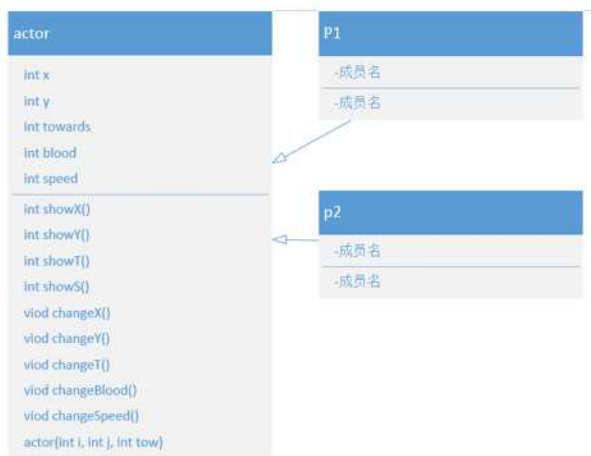 actor
int x
int y
int towards
int blood
int speed
int showX()
int showY()
int showT()
int showS()
viod changeX()
viod changeY()
viod changeT()
viod changeBlood()
viod changeSpeed()
actor(int i, int j, int tow)
P1
-成员名
-成员名
p2
-成员名
-成员名